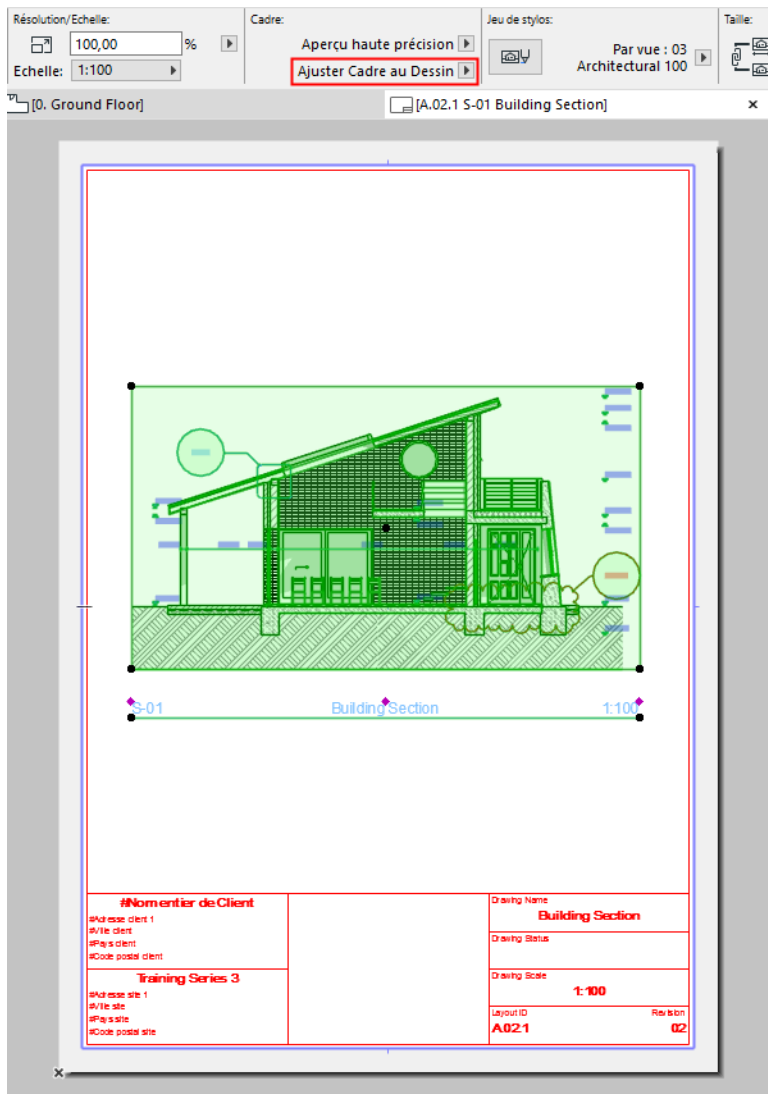 Résolution/Echelle:
Cadre:
Jeu de stylos:
Taille:
100,00 %
Aperçu haute précision
Par vue : 03
Architectural 100
Echelle: 1:100
Ajuster Cadre au Dessin
[0. Ground Floor]
[A.02.1 S-01 Building Section]
S-01 Building Section 1:100
#Nom entier de Client
#Adresse client 1
#Ville client
#Pays client
#Code postal client
Training Series 3
#Adresse site 1
#Ville site
#Pays site
#Code postal site
Drawing Name
Building Section
Drawing Status
Drawing Scale
1:100
Layout ID Revision
A.02.1 02